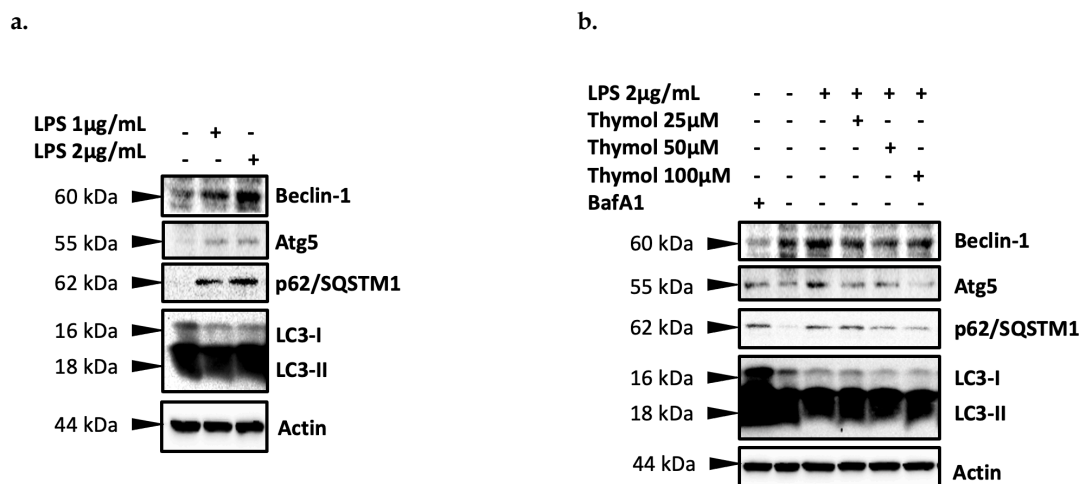 a.
LPS 1µg/mL - + -
LPS 2µg/mL - - +
60 kDa Beclin-1
55 kDa Atg5
62 kDa p62/SQSTM1
16 kDa LC3-I
18 kDa LC3-II
44 kDa Actin
b.
LPS 2µg/mL - - + + + +
Thymol 25µM - - - + - -
Thymol 50µM - - - - + -
Thymol 100µM - - - - - +
BafA1 + - - - - -
60 kDa Beclin-1
55 kDa Atg5
62 kDa p62/SQSTM1
16 kDa LC3-I
18 kDa LC3-II
44 kDa Actin